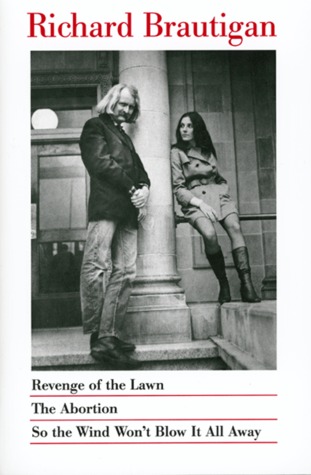 Richard Brautigan
Revenge of the Lawn
The Abortion
So the Wind Won't Blow It All Away